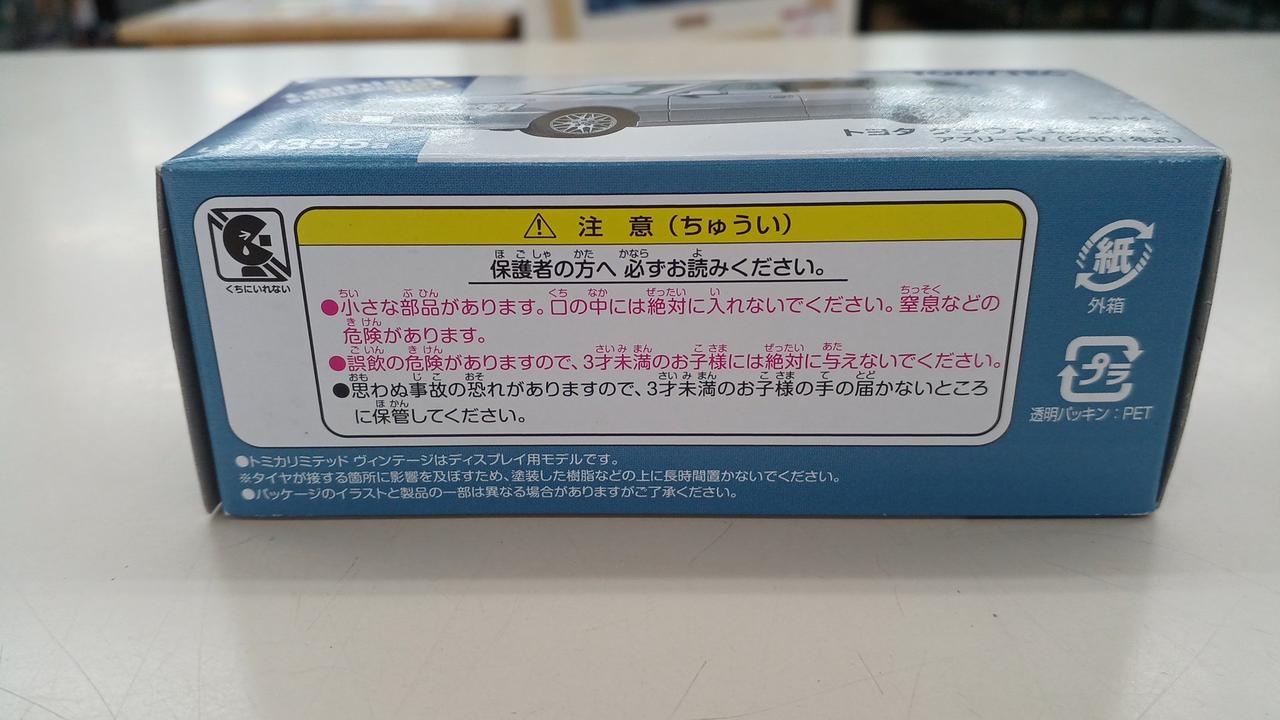 トヨタ
アスリートV(2001年式)
くちにいれない
⚠ 注 意(ちゅうい)
保護者の方へ 必ずお読みください。
●小さな部品があります。口の中には絶対に入れないでください。窒息などの
危険があります。
●誤飲の危険がありますので、3才未満のお子様には絶対に与えないでください。
●思わぬ事故の恐れがありますので、3才未満のお子様の手の届かないところ
に保管してください。
紙
外箱
プラ
透明パッキン:PET
●トミカリミテッド ヴィンテージはディスプレイ用モデルです。
※タイヤが接する箇所に影響を及ぼすため、塗装した樹脂などの上に長時間置かないでください。
●パッケージのイラストと製品の一部は異なる場合がありますがご了承ください。